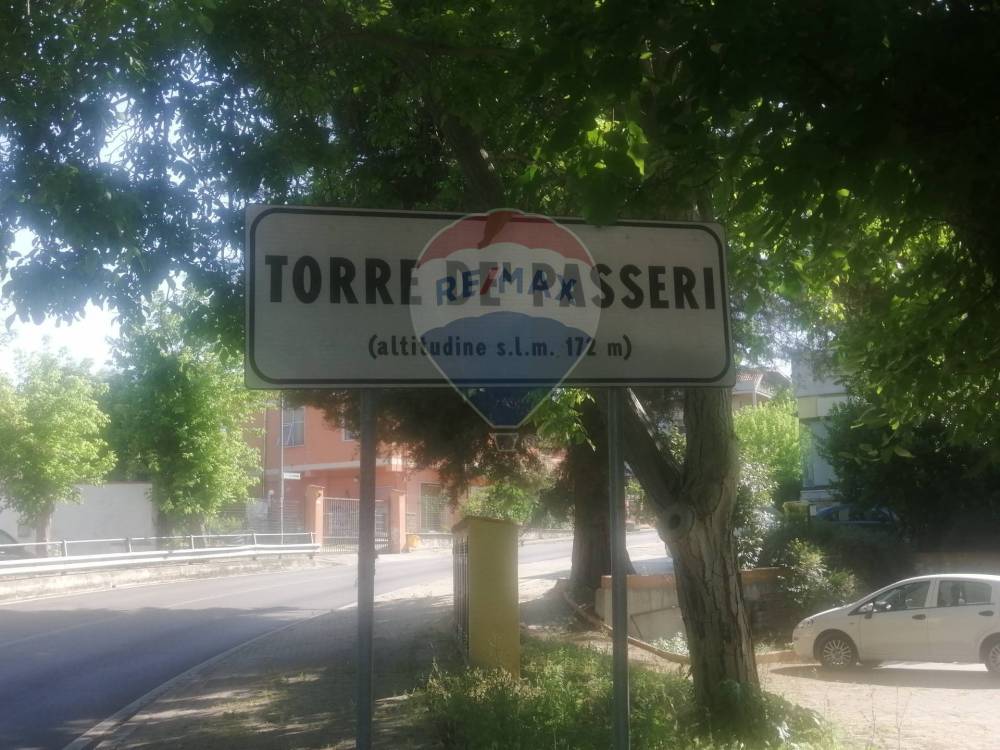 TORRE DE' PASSERI
RE/MAX
(altitudine s.l.m. 172 m)